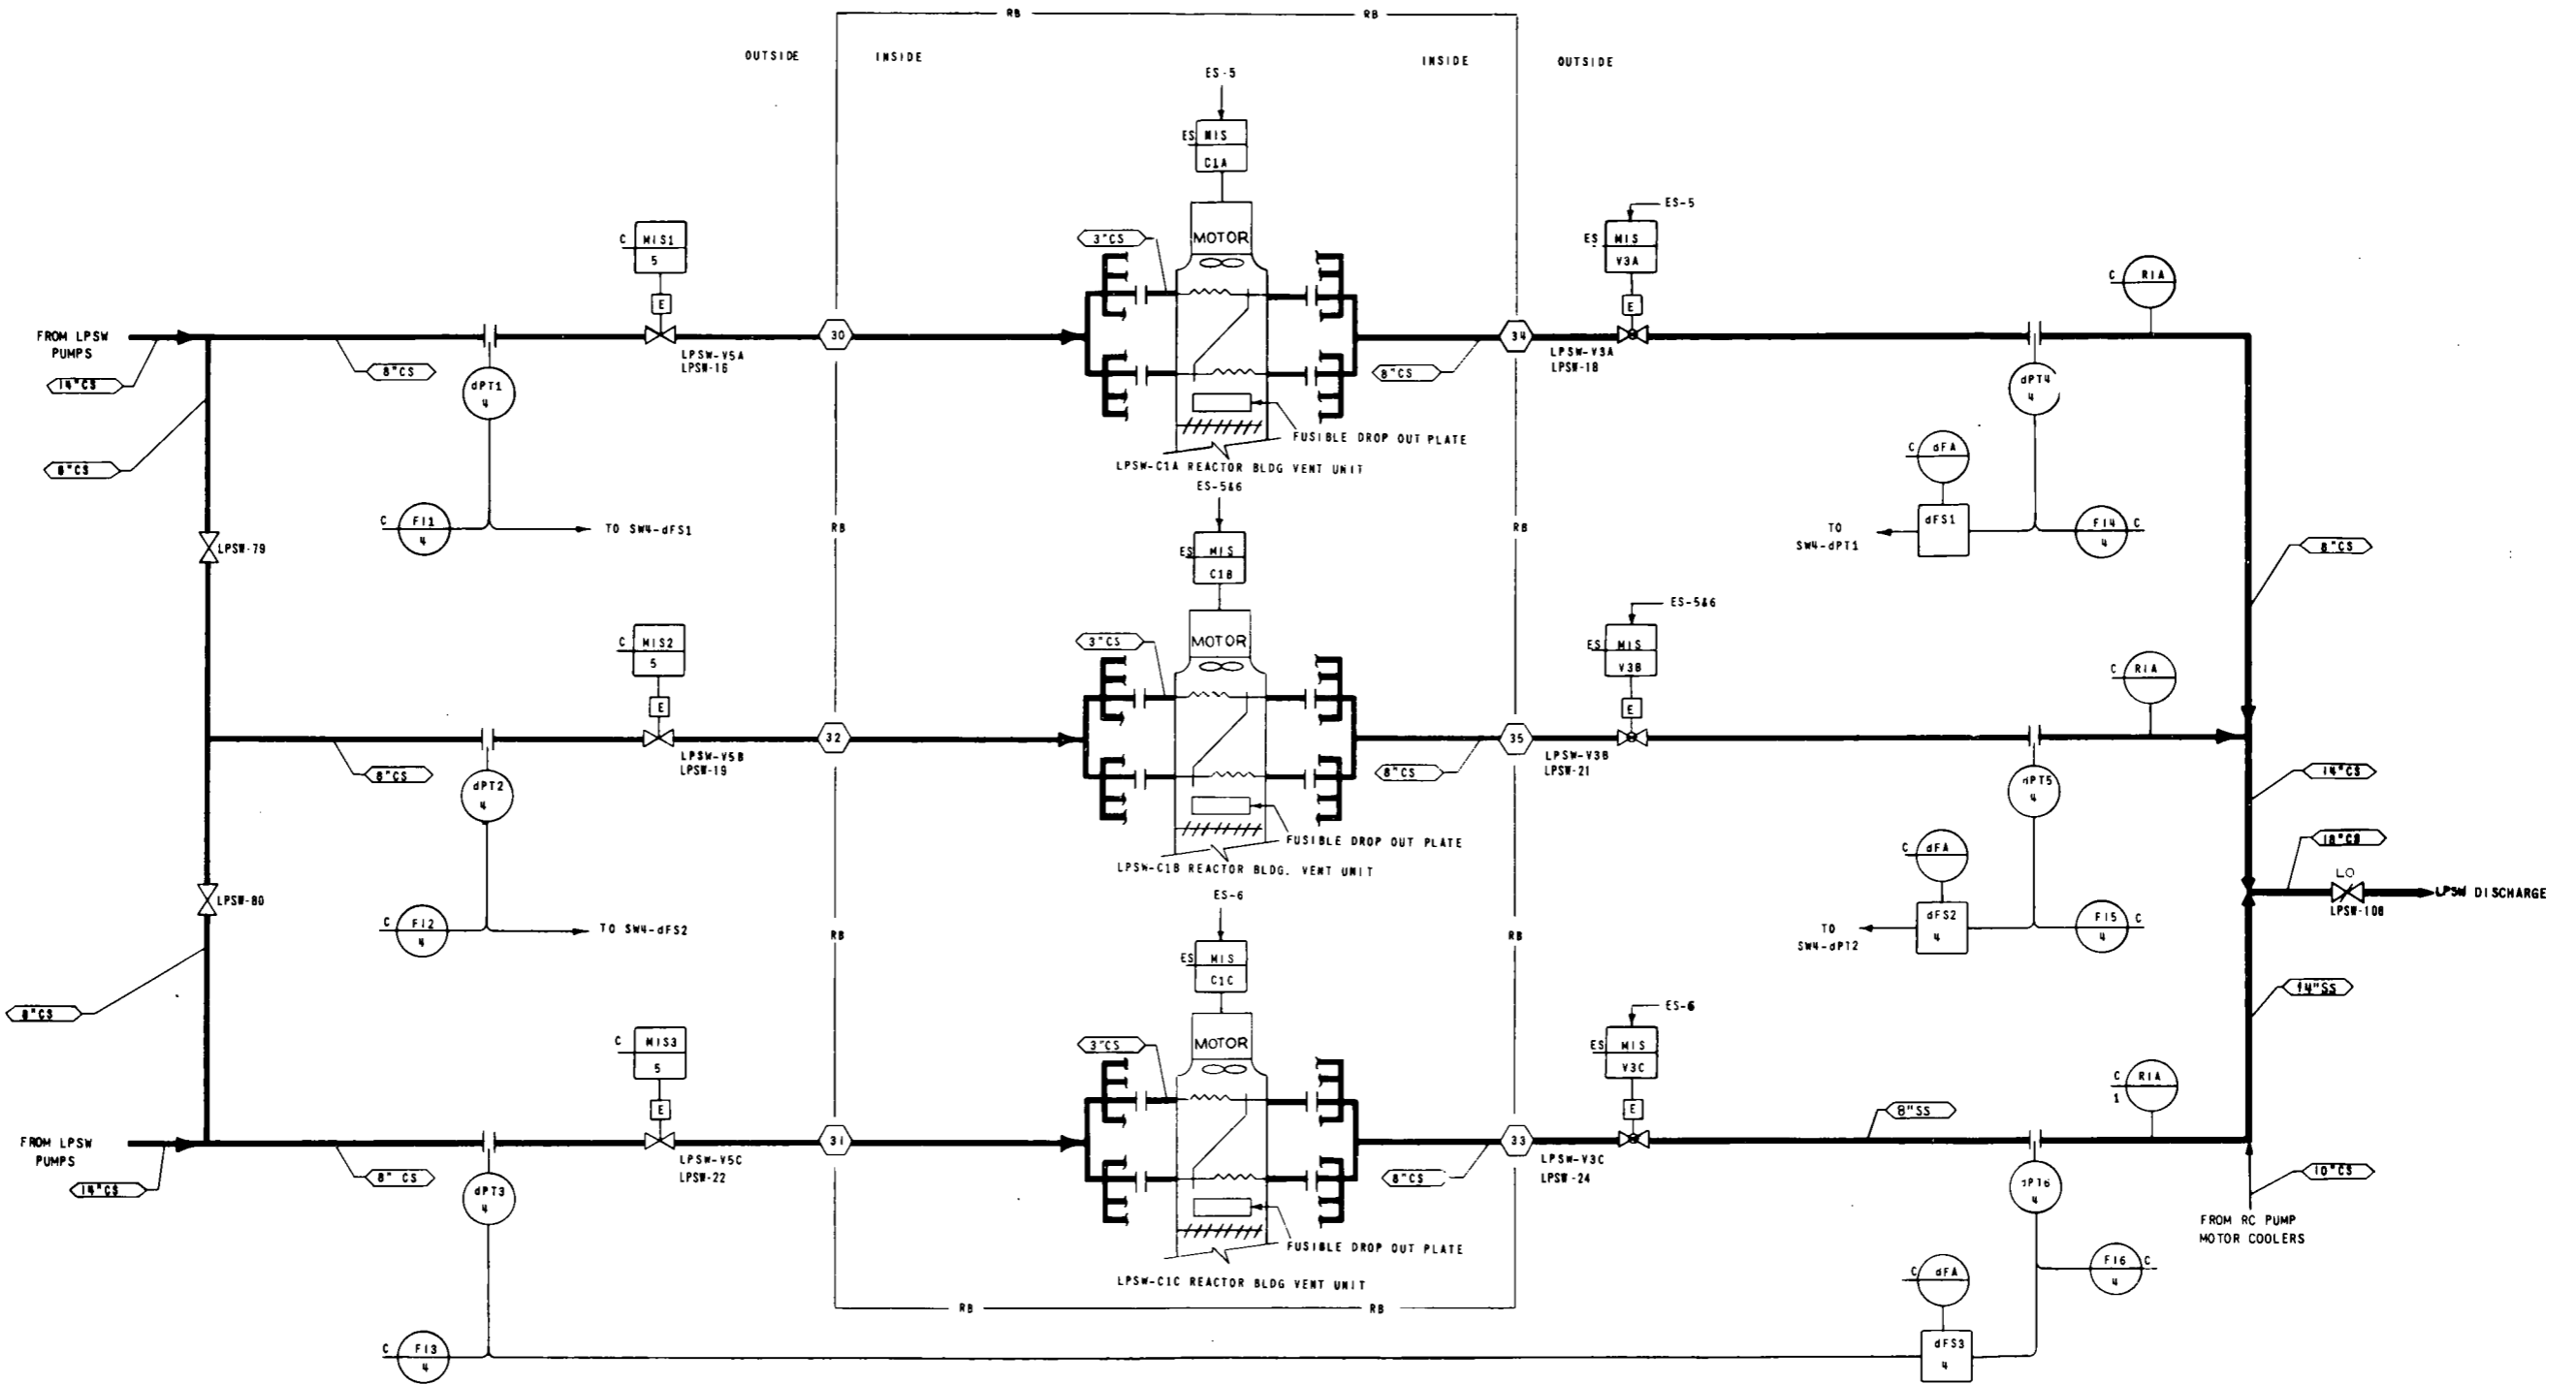 RB
RB
OUTSIDE
INSIDE
INSIDE
OUTSIDE
ES-5
ES MIS
C1A
MOTOR
3"CS
C MIS1
5
E
ES-5
ES MIS
V3A
E
C RIA
FROM LPSW
PUMPS
14"CS
8"CS
LPSW-V5A
LPSW-16
30
34
LPSW-V3A
LPSW-18
8"CS
dPT1
4
dPT4
4
FUSIBLE DROP OUT PLATE
LPSW-C1A REACTOR BLDG VENT UNIT
C dFA
C FI1
4
TO SW4-dFS1
RB
RB
TO
SW4-dPT1
dFS1
FI4 C
4
LPSW-79
8"CS
ES-5&6
ES MIS
C1B
MOTOR
3"CS
C MIS2
5
E
ES-5&6
ES MIS
V3B
E
C RIA
8"CS
LPSW-V5B
LPSW-19
32
35
LPSW-V3B
LPSW-21
8"CS
14"CS
dPT2
4
dPT5
4
FUSIBLE DROP OUT PLATE
LPSW-C1B REACTOR BLDG. VENT UNIT
C dFA
18"CS
LO
LPSW-108
LPSW DISCHARGE
LPSW-80
C FI2
4
TO SW4-dFS2
RB
RB
TO
SW4-dPT2
dFS2
4
FI5 C
4
8"CS
14"SS
ES-6
ES MIS
C1C
MOTOR
3"CS
C MIS3
5
E
ES-6
ES MIS
V3C
E
8"SS
C RIA
1
FROM LPSW
PUMPS
14"CS
8" CS
LPSW-V5C
LPSW-22
31
33
LPSW-V3C
LPSW-24
8"CS
10"CS
dPT3
4
4
FROM RC PUMP
MOTOR COOLERS
FUSIBLE DROP OUT PLATE
LPSW-C1C REACTOR BLDG VENT UNIT
RB
RB
C dFA
FI6 C
4
C FI3
4
dFS3
4